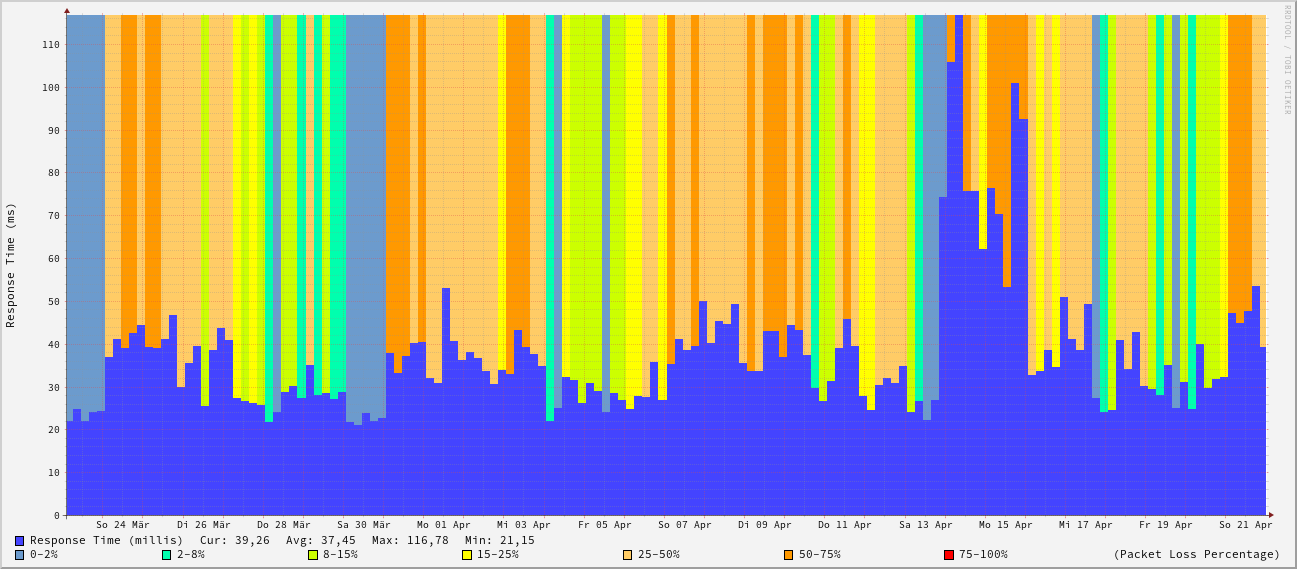 RRDTOOL / TOBI OETIKER
Response Time (ms)
110
100
90
80
70
60
50
40
30
20
10
0
So 24 Mär Di 26 Mär Do 28 Mär Sa 30 Mär Mo 01 Apr Mi 03 Apr Fr 05 Apr So 07 Apr Di 09 Apr Do 11 Apr Sa 13 Apr Mo 15 Apr Mi 17 Apr Fr 19 Apr So 21 Apr
Response Time (millis) Cur: 39,26 Avg: 37,45 Max: 116,78 Min: 21,15
0-2% 2-8% 8-15% 15-25% 25-50% 50-75% 75-100% (Packet Loss Percentage)